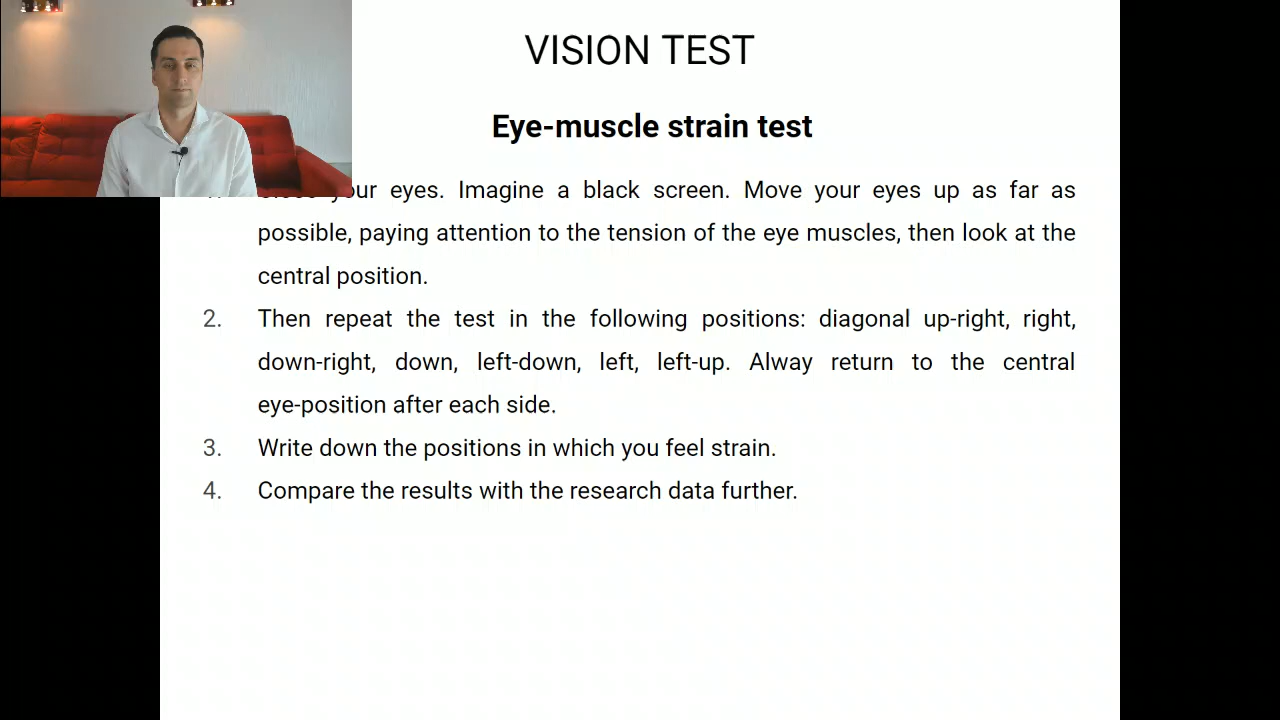 VISION TEST
Eye-muscle strain test
your eyes. Imagine a black screen. Move your eyes up as far as
possible, paying attention to the tension of the eye muscles, then look at the
central position.
2. Then repeat the test in the following positions: diagonal up-right, right,
down-right, down, left-down, left, left-up. Alway return to the central
eye-position after each side.
3. Write down the positions in which you feel strain.
4. Compare the results with the research data further.